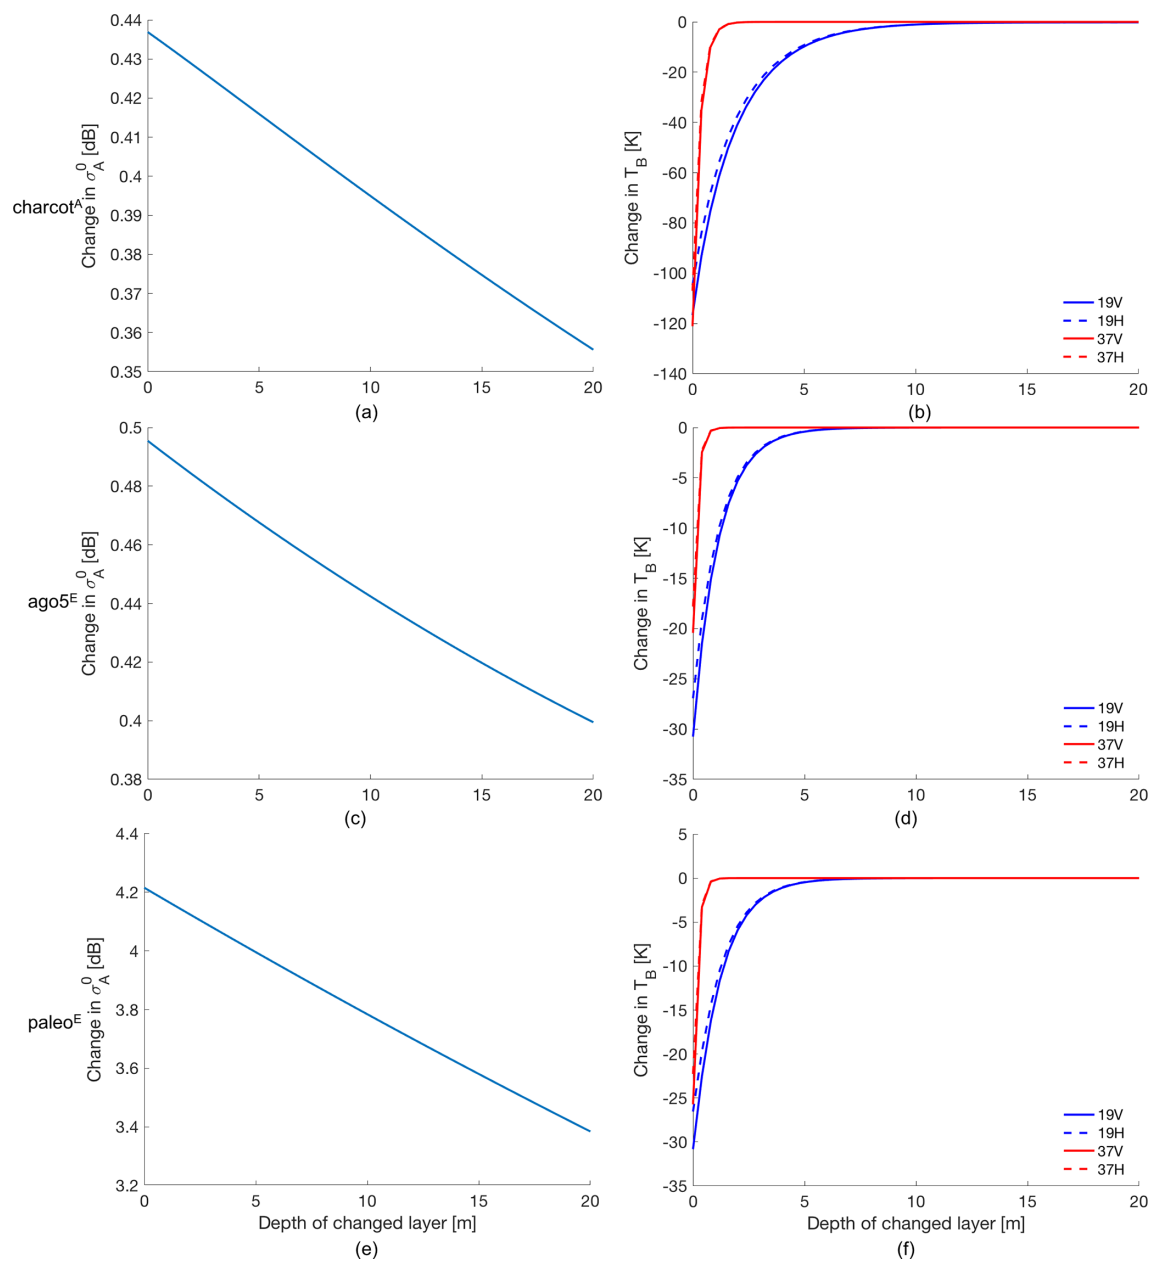 charcot^A
Change in σ_A^0 [dB]
0.44
0.43
0.42
0.41
0.4
0.39
0.38
0.37
0.36
0.35
0 5 10 15 20
(a)
Change in T_B [K]
0
-20
-40
-60
-80
-100
-120
-140
0 5 10 15 20
19V
19H
37V
37H
(b)
ago5^E
Change in σ_A^0 [dB]
0.5
0.48
0.46
0.44
0.42
0.4
0.38
0 5 10 15 20
(c)
Change in T_B [K]
0
-5
-10
-15
-20
-25
-30
-35
0 5 10 15 20
19V
19H
37V
37H
(d)
paleo^E
Change in σ_A^0 [dB]
4.4
4.2
4
3.8
3.6
3.4
3.2
0 5 10 15 20
Depth of changed layer [m]
(e)
Change in T_B [K]
5
0
-5
-10
-15
-20
-25
-30
-35
0 5 10 15 20
19V
19H
37V
37H
Depth of changed layer [m]
(f)